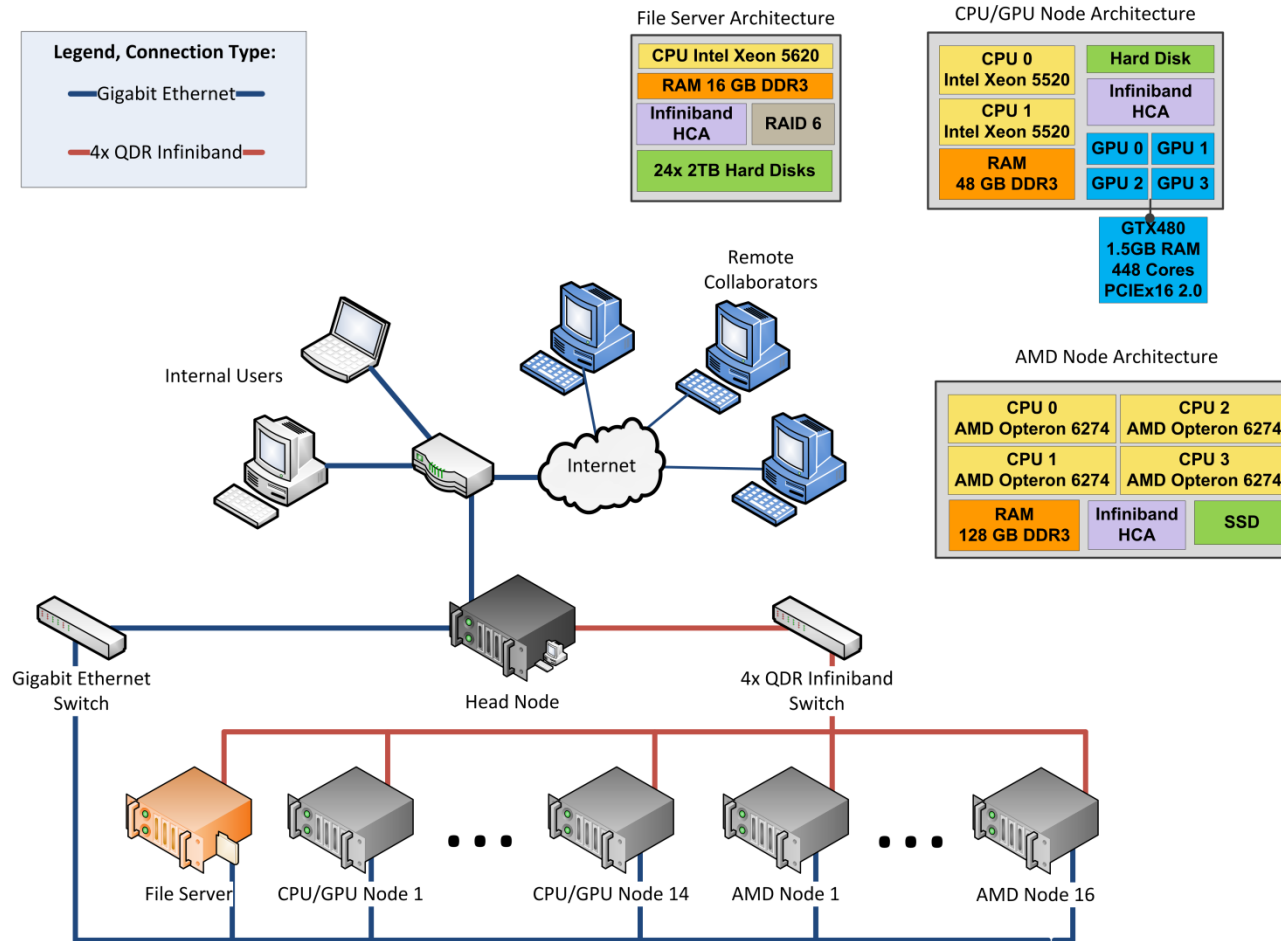 Legend, Connection Type:
Gigabit Ethernet
4x QDR Infiniband
File Server Architecture
CPU Intel Xeon 5620
RAM 16 GB DDR3
Infiniband
HCA
RAID 6
24x 2TB Hard Disks
CPU/GPU Node Architecture
CPU 0
Intel Xeon 5520
CPU 1
Intel Xeon 5520
RAM
48 GB DDR3
Hard Disk
Infiniband
HCA
GPU 0
GPU 1
GPU 2
GPU 3
GTX480
1.5GB RAM
448 Cores
PCIEx16 2.0
Remote
Collaborators
Internal Users
Internet
AMD Node Architecture
CPU 0
AMD Opteron 6274
CPU 2
AMD Opteron 6274
CPU 1
AMD Opteron 6274
CPU 3
AMD Opteron 6274
RAM
128 GB DDR3
Infiniband
HCA
SSD
Gigabit Ethernet
Switch
Head Node
4x QDR Infiniband
Switch
File Server
CPU/GPU Node 1
CPU/GPU Node 14
AMD Node 1
AMD Node 16